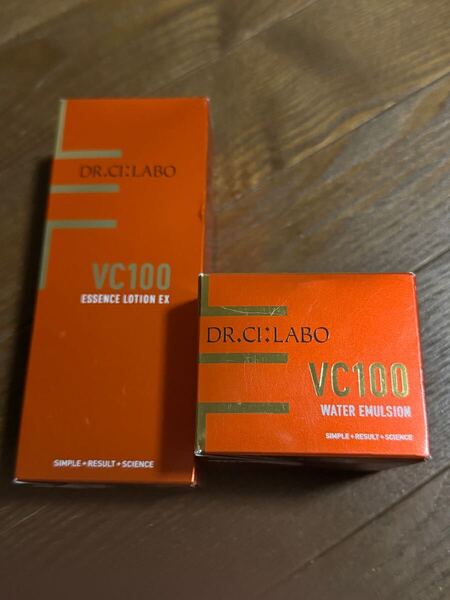 DR.CI:LABO
VC100
ESSENCE LOTION EX
SIMPLE+RESULT+SCIENCE
DR.CI:LABO
VC100
WATER EMULSION
SIMPLE+RESULT+SCIENCE